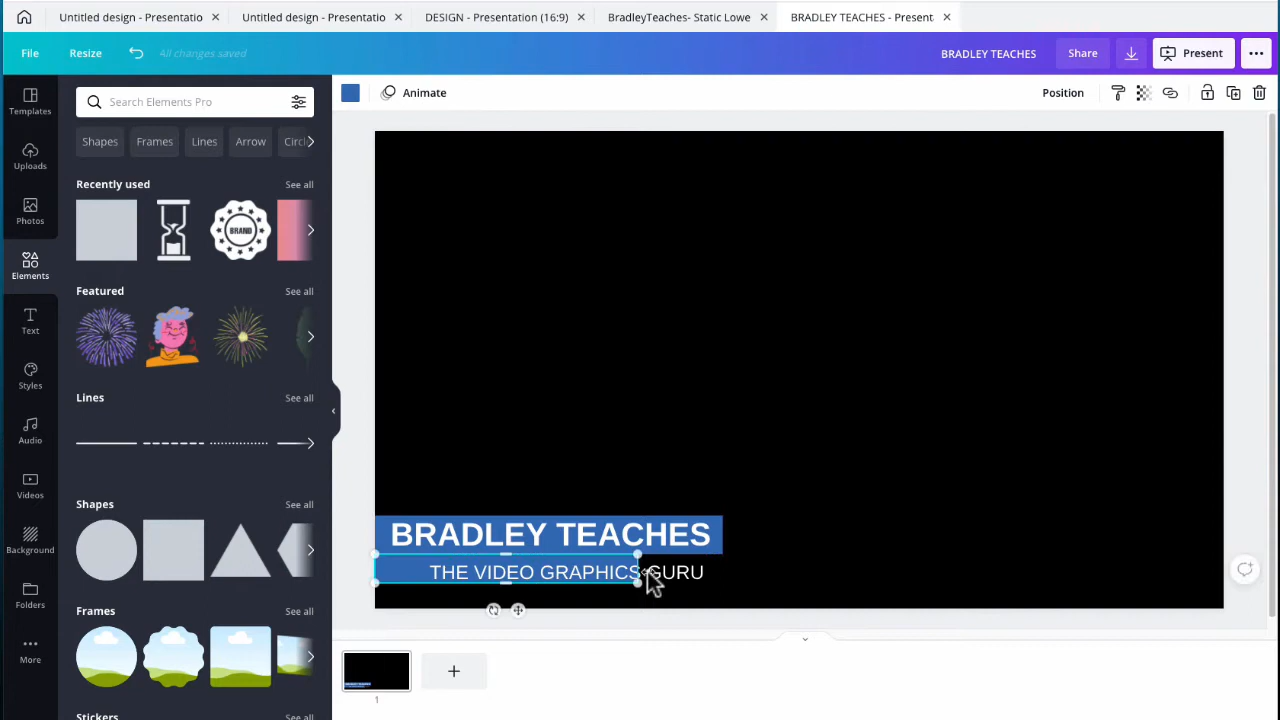 Untitled design - Presentatio
Untitled design - Presentatio
DESIGN - Presentation (16:9)
BradleyTeaches- Static Lowe
BRADLEY TEACHES - Present
File
Resize
All changes saved
BRADLEY TEACHES
Share
Present
Templates
Uploads
Photos
Elements
Text
Styles
Audio
Videos
Background
Folders
More
Search Elements Pro
Shapes
Frames
Lines
Arrow
Circl
Recently used
See all
BRAND
Featured
See all
Lines
See all
Shapes
See all
Frames
See all
Stickers
See all
Animate
Position
BRADLEY TEACHES
THE VIDEO GRAPHICS GURU
1